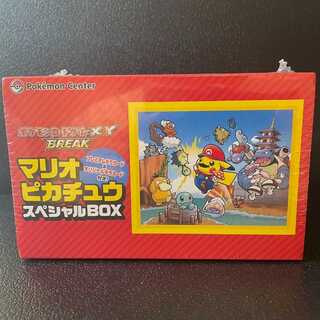 Pokémon Center
ポケモンカードゲームXY
BREAK
マリオ
ピカチュウ
スペシャルBOX